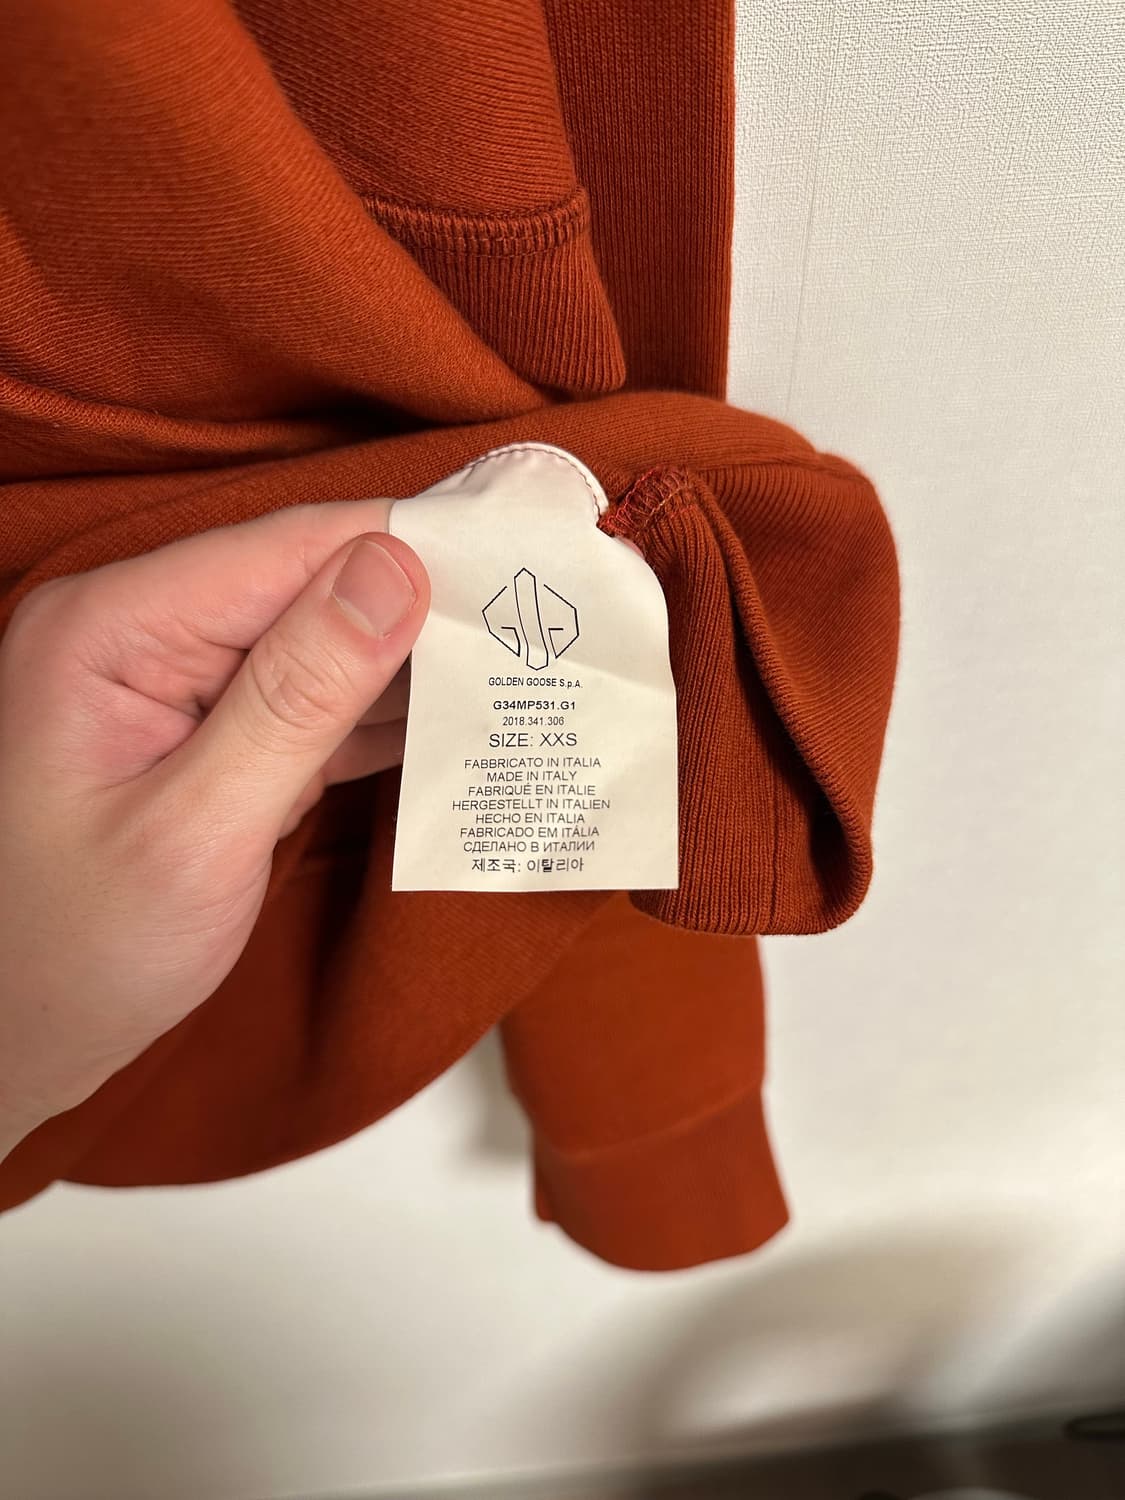 GOLDEN GOOSE S.p.A.
G34MP531.G1
2018.341.306
SIZE: XXS
FABBRICATO IN ITALIA
MADE IN ITALY
FABRIQUÉ EN ITALIE
HERGESTELLT IN ITALIEN
HECHO EN ITALIA
FABRICADO EM ITÁLIA
СДЕЛАНО В ИТАЛИИ
제조국: 이탈리아